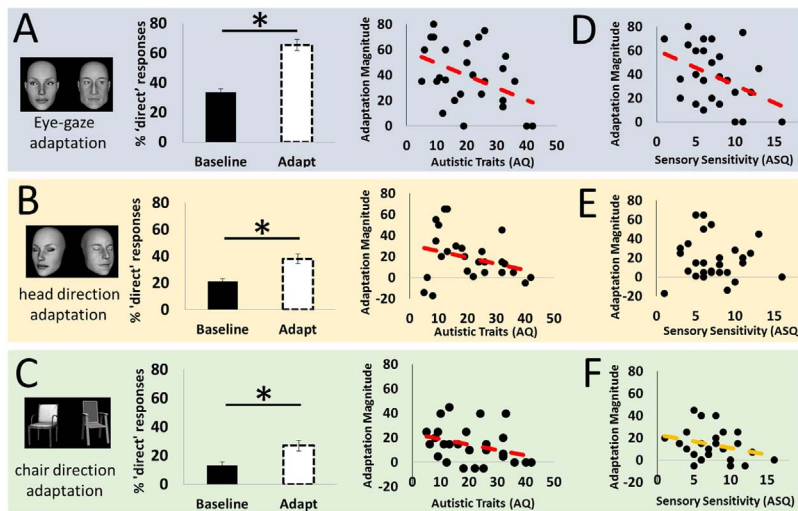 A
Eye-gaze
adaptation
% 'direct' responses
80
60
40
20
0
*
Baseline
Adapt
Adaptation Magnitude
80
60
40
20
0
0
10
20
30
40
50
Autistic Traits (AQ)
D
Adaptation Magnitude
80
60
40
20
0
0
5
10
15
Sensory Sensitivity (ASQ)
B
head direction
adaptation
% 'direct' responses
80
60
40
20
0
*
Baseline
Adapt
Adaptation Magnitude
80
60
40
20
0
-20
0
10
20
30
40
50
Autistic Traits (AQ)
E
Adaptation Magnitude
80
60
40
20
0
-20
0
5
10
15
Sensory Sensitivity (ASQ)
C
chair direction
adaptation
% 'direct' responses
80
60
40
20
0
*
Baseline
Adapt
Adaptation Magnitude
80
60
40
20
0
-20
0
10
20
30
40
50
Autistic Traits (AQ)
F
Adaptation Magnitude
80
60
40
20
0
-20
0
5
10
15
Sensory Sensitivity (ASQ)